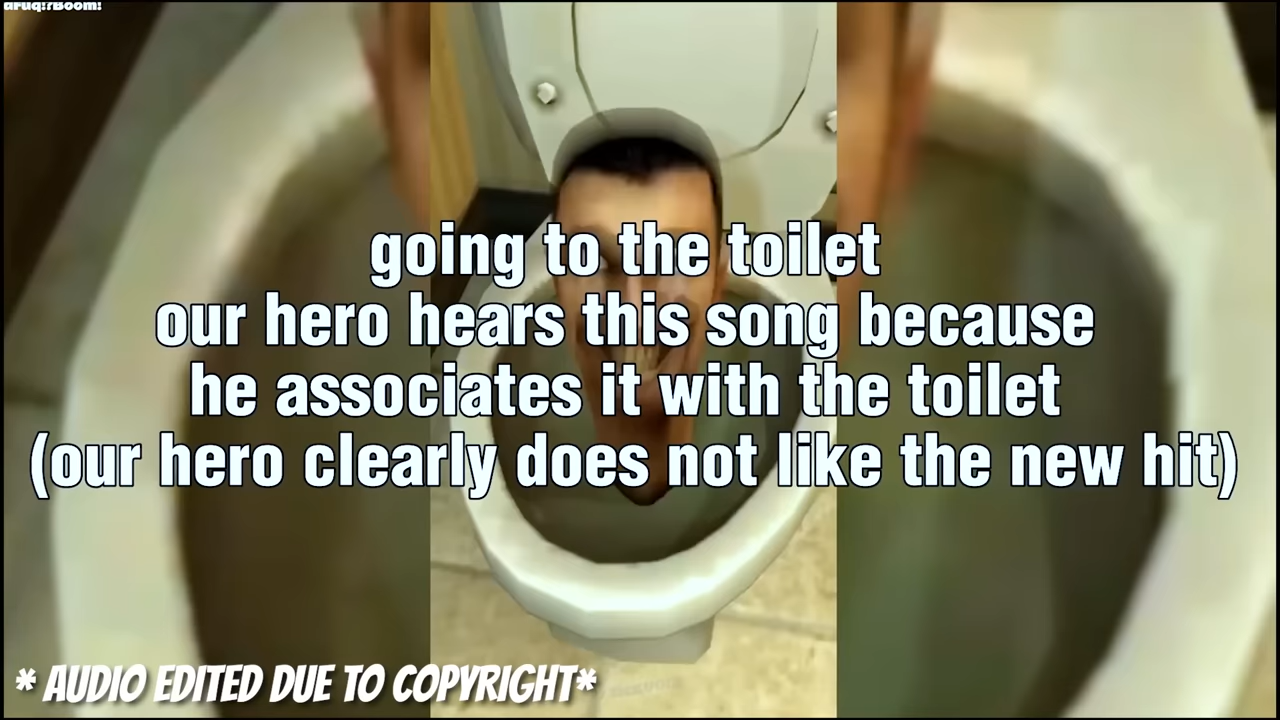 going to the toilet
our hero hears this song because
he associates it with the toilet
(our hero clearly does not like the new hit)
* AUDIO EDITED DUE TO COPYRIGHT*